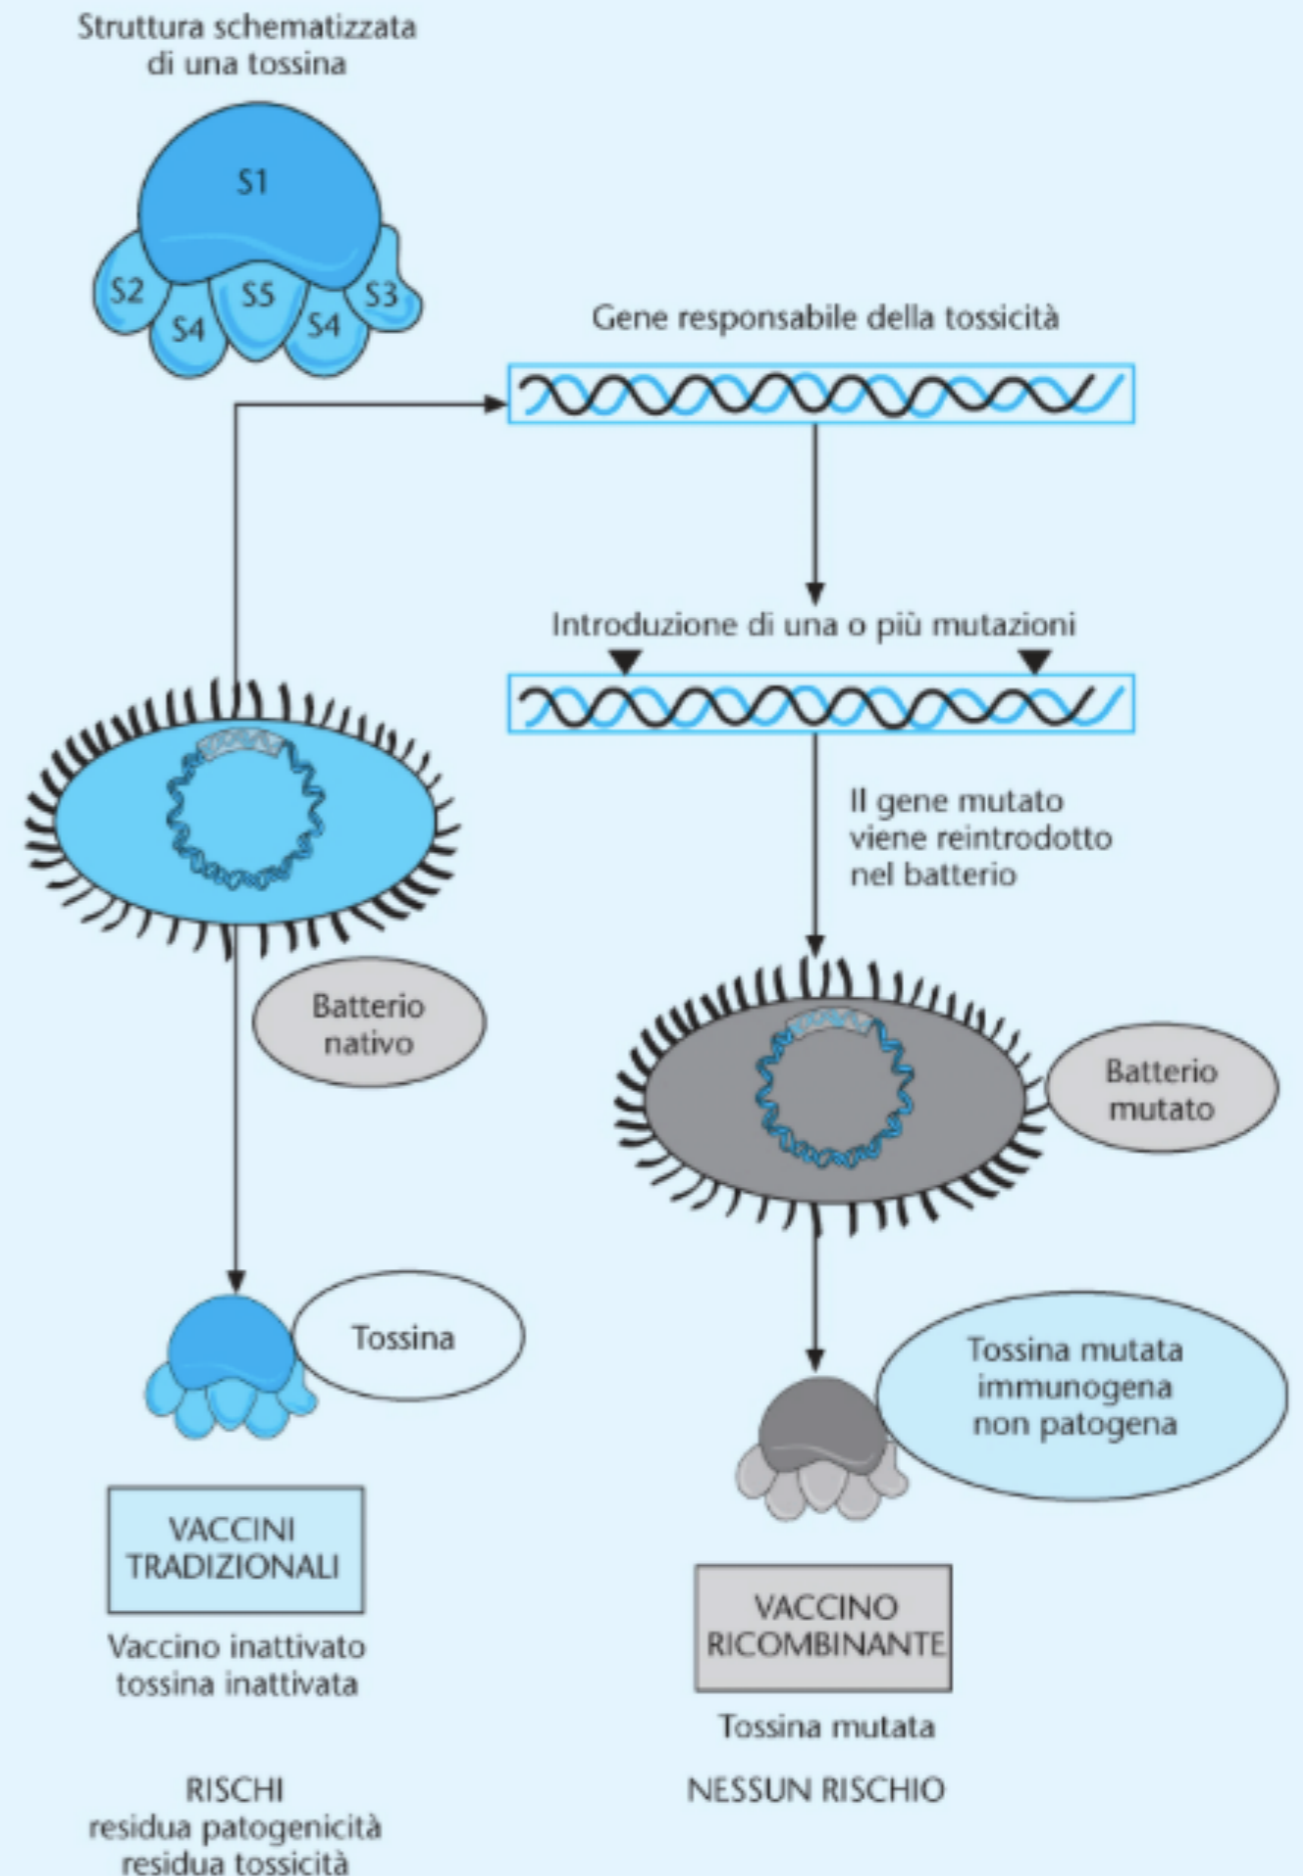 Struttura schematizzata
di una tossina
S1
S2
S4
S5
S4
S3
Gene responsabile della tossicità
Introduzione di una o più mutazioni
Il gene mutato
viene reintrodotto
nel batterio
Batterio
nativo
Batterio
mutato
Tossina
Tossina mutata
immunogena
non patogena
VACCINI
TRADIZIONALI
Vaccino inattivato
tossina inattivata
RISCHI
residua patogenicità
residua tossicità
VACCINO
RICOMBINANTE
Tossina mutata
NESSUN RISCHIO